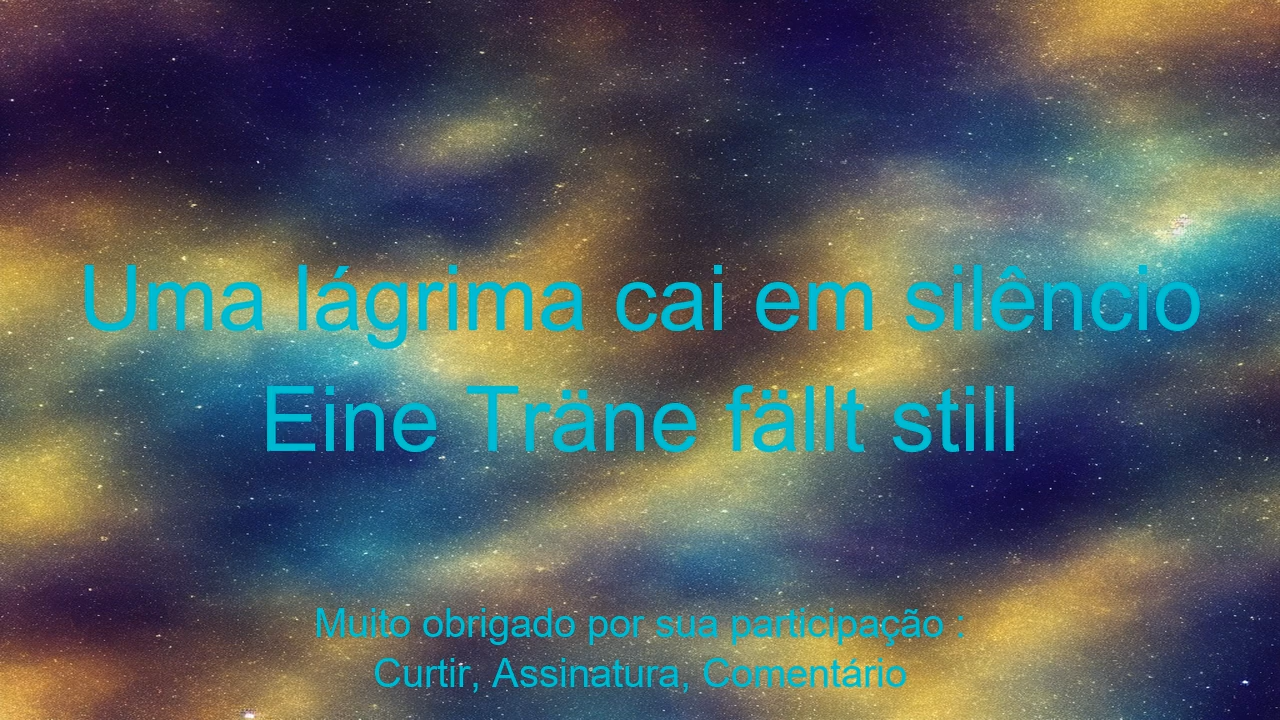 Uma lágrima cai em silêncio
Eine Träne fällt still
Muito obrigado por sua participação :
Curtir, Assinatura, Comentário